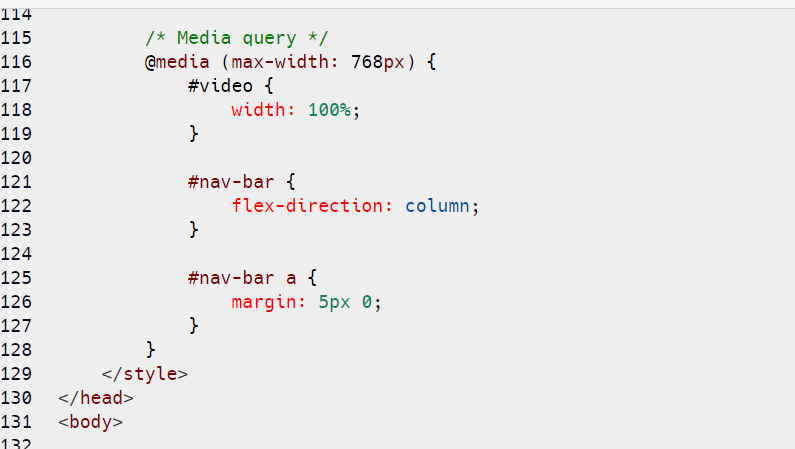 114
115 /* Media query */
116 @media (max-width: 768px) {
117 #video {
118 width: 100%;
119 }
120
121 #nav-bar {
122 flex-direction: column;
123 }
124
125 #nav-bar a {
126 margin: 5px 0;
127 }
128 }
129 </style>
130 </head>
131 <body>
132